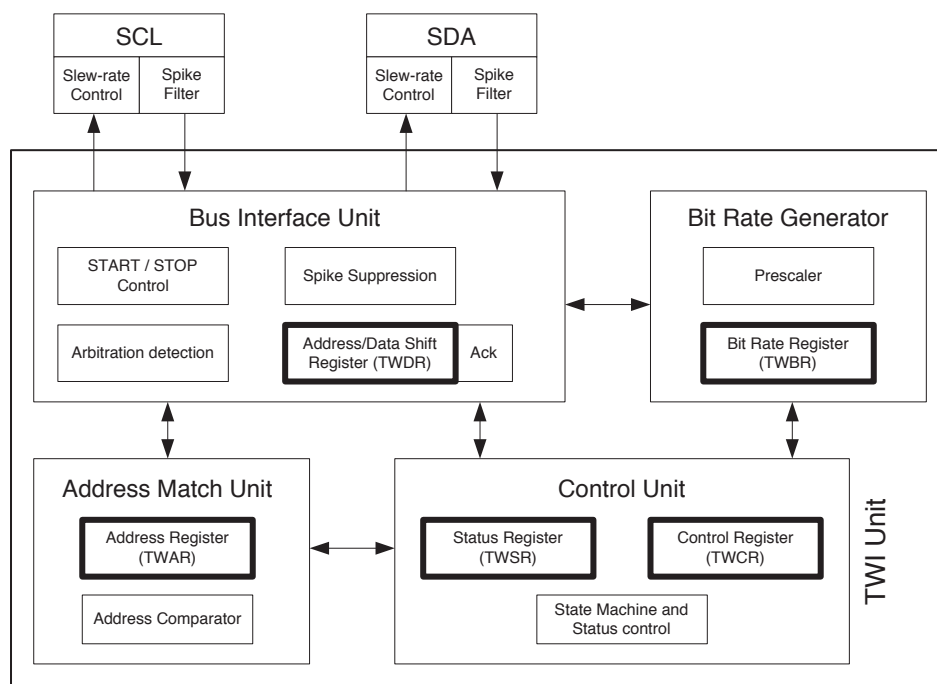 SCL
Slew-rate
Control
Spike
Filter
SDA
Slew-rate
Control
Spike
Filter
Bus Interface Unit
START / STOP
Control
Spike Suppression
Arbitration detection
Address/Data Shift
Register (TWDR)
Ack
Bit Rate Generator
Prescaler
Bit Rate Register
(TWBR)
Address Match Unit
Address Register
(TWAR)
Address Comparator
Control Unit
Status Register
(TWSR)
Control Register
(TWCR)
State Machine and
Status control
TWI Unit